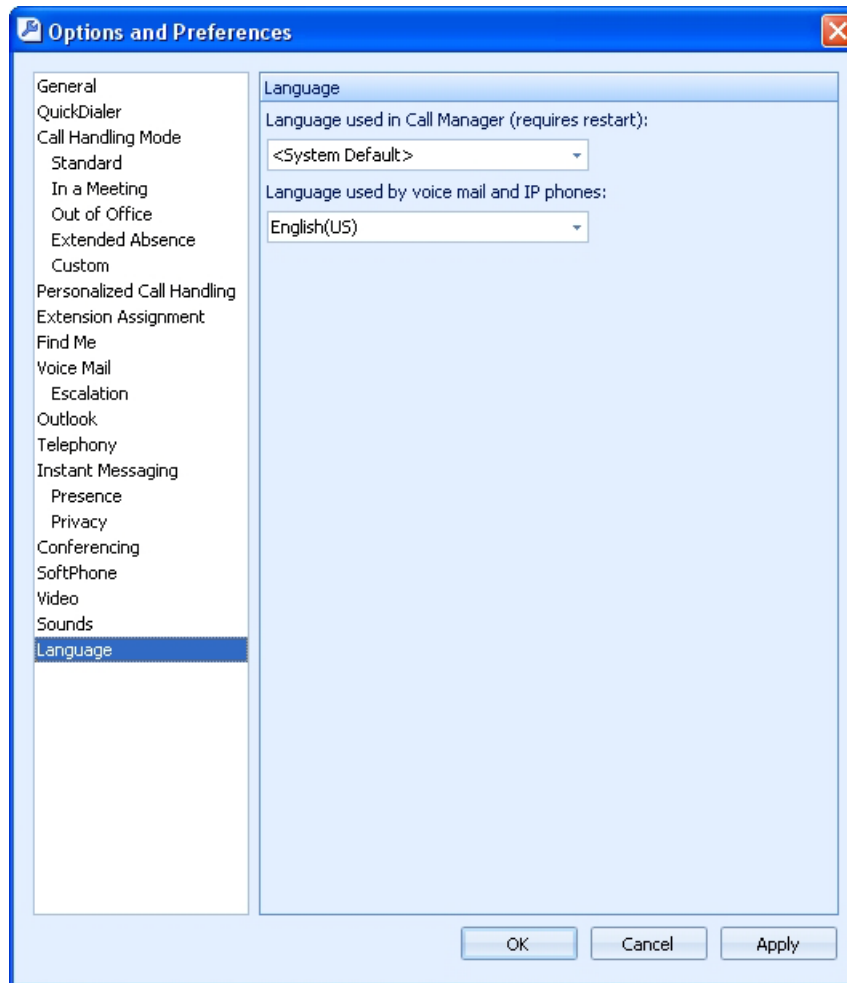 Options and Preferences
General
QuickDialer
Call Handling Mode
Standard
In a Meeting
Out of Office
Extended Absence
Custom
Personalized Call Handling
Extension Assignment
Find Me
Voice Mail
Escalation
Outlook
Telephony
Instant Messaging
Presence
Privacy
Conferencing
SoftPhone
Video
Sounds
Language
Language
Language used in Call Manager (requires restart):
<System Default>
Language used by voice mail and IP phones:
English(US)
OK
Cancel
Apply